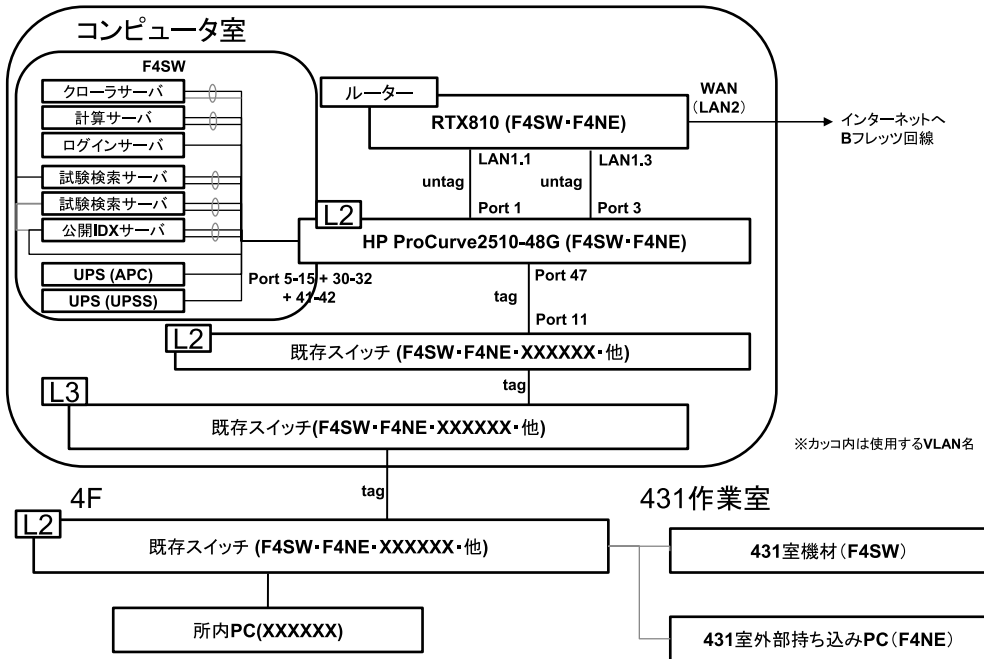 コンピュータ室
F4SW
クローラサーバ
計算サーバ
ログインサーバ
試験検索サーバ
試験検索サーバ
公開IDXサーバ
UPS (APC)
UPS (UPSS)
ルーター
RTX810 (F4SW・F4NE)
WAN
(LAN2)
インターネットへ
Bフレッツ回線
LAN1.1
LAN1.3
untag
untag
Port 1
Port 3
L2
HP ProCurve2510-48G (F4SW・F4NE)
Port 5-15 + 30-32
+ 41-42
Port 47
tag
Port 11
L2
既存スイッチ (F4SW・F4NE・XXXXXX・他)
tag
L3
既存スイッチ(F4SW・F4NE・XXXXXX・他)
※カッコ内は使用するVLAN名
tag
4F
431作業室
L2
既存スイッチ (F4SW・F4NE・XXXXXX・他)
431室機材(F4SW)
所内PC(XXXXXX)
431室外部持ち込みPC(F4NE)